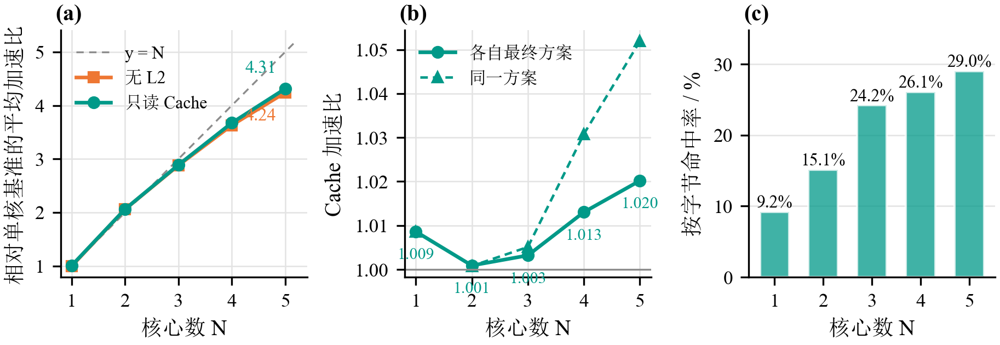 (a)
相对单核基准的平均加速比
5
4
3
2
1
y = N
无 L2
只读 Cache
4.31
4.24
1 2 3 4 5
核心数 N
(b)
Cache 加速比
1.05
1.04
1.03
1.02
1.01
1.00
各自最终方案
同一方案
1.009
1.001
1.003
1.013
1.020
1 2 3 4 5
核心数 N
(c)
按字节命中率 / %
30
20
10
0
9.2%
15.1%
24.2%
26.1%
29.0%
1 2 3 4 5
核心数 N